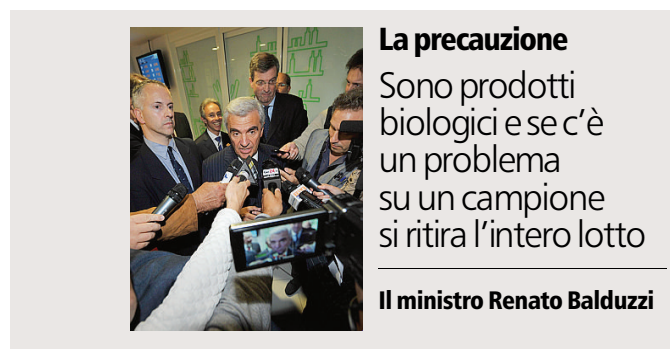 La precauzione
Sono prodotti
biologici e se c'è
un problema
su un campione
si ritira l'intero lotto
Il ministro Renato Balduzzi